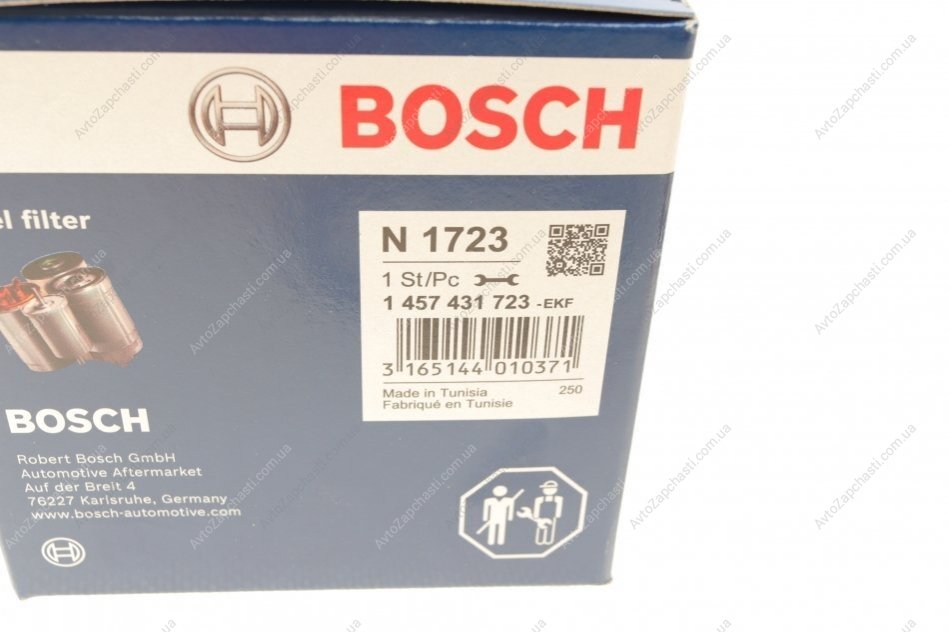 BOSCH
el filter
N 1723
1 St/Pc
1 457 431 723 -EKF
3 165144 010371
Made in Tunisia 250
Fabriqué en Tunisie
BOSCH
Robert Bosch GmbH
Automotive Aftermarket
Auf der Breit 4
76227 Karlsruhe, Germany
www.bosch-automotive.com
AvtoZapchasti.com.ua